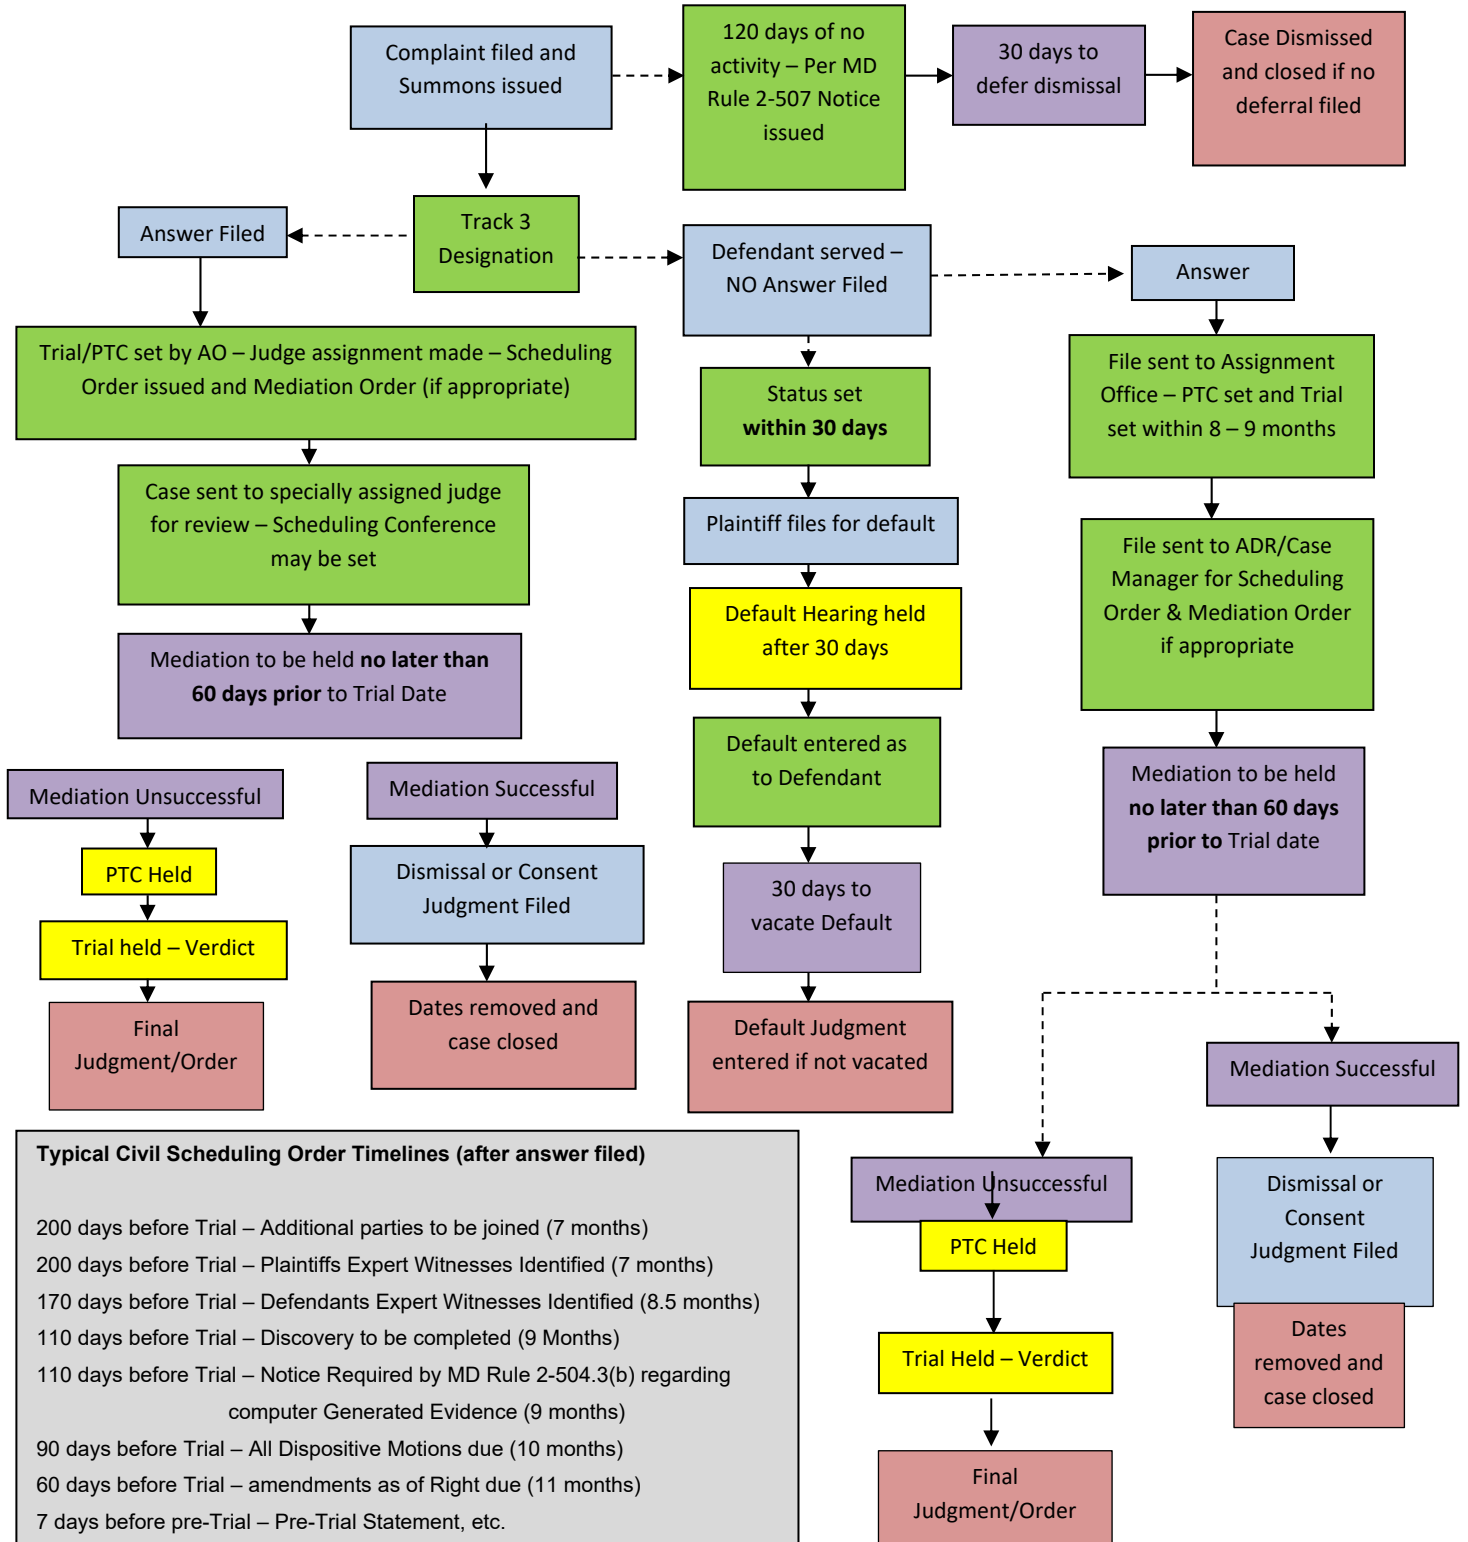 Complaint filed and
Summons issued
120 days of no
activity – Per MD
Rule 2-507 Notice
issued
30 days to
defer dismissal
Case Dismissed
and closed if no
deferral filed
Answer Filed
Track 3
Designation
Defendant served –
NO Answer Filed
Answer
Trial/PTC set by AO – Judge assignment made – Scheduling
Order issued and Mediation Order (if appropriate)
Status set
within 30 days
File sent to Assignment
Office – PTC set and Trial
set within 8 – 9 months
Case sent to specially assigned judge
for review – Scheduling Conference
may be set
Plaintiff files for default
File sent to ADR/Case
Manager for Scheduling
Order & Mediation Order
if appropriate
Default Hearing held
after 30 days
Mediation to be held no later than
60 days prior to Trial Date
Default entered as
to Defendant
Mediation to be held
no later than 60 days
prior to Trial date
Mediation Unsuccessful
Mediation Successful
PTC Held
Dismissal or Consent
Judgment Filed
30 days to
vacate Default
Trial held – Verdict
Dates removed and
case closed
Final
Judgment/Order
Default Judgment
entered if not vacated
Mediation Successful
Mediation Unsuccessful
Dismissal or
Consent
Judgment Filed
PTC Held
Dates
removed and
case closed
Trial Held – Verdict
Final
Judgment/Order
Typical Civil Scheduling Order Timelines (after answer filed)
200 days before Trial – Additional parties to be joined (7 months)
200 days before Trial – Plaintiffs Expert Witnesses Identified (7 months)
170 days before Trial – Defendants Expert Witnesses Identified (8.5 months)
110 days before Trial – Discovery to be completed (9 Months)
110 days before Trial – Notice Required by MD Rule 2-504.3(b) regarding
computer Generated Evidence (9 months)
90 days before Trial – All Dispositive Motions due (10 months)
60 days before Trial – amendments as of Right due (11 months)
7 days before pre-Trial – Pre-Trial Statement, etc.